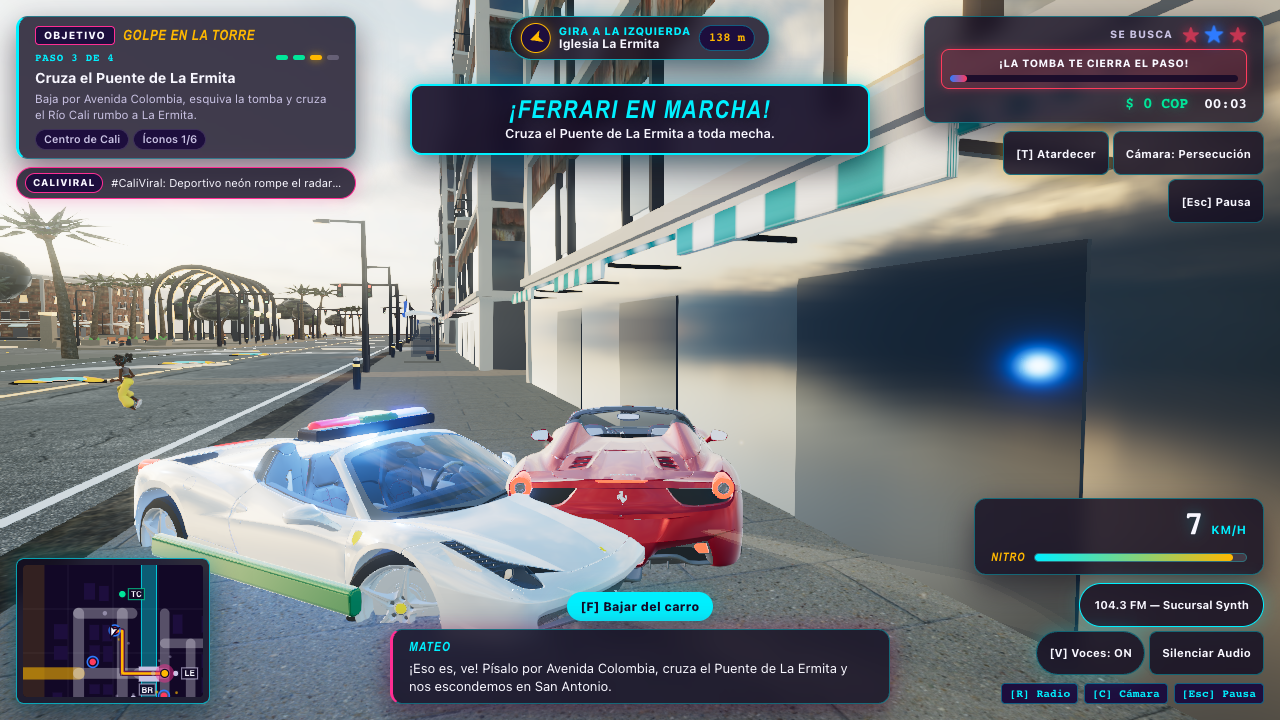 OBJETIVO GOLPE EN LA TORRE
PASO 3 DE 4
Cruza el Puente de La Ermita
Baja por Avenida Colombia, esquiva la tomba y cruza
el Río Cali rumbo a La Ermita.
Centro de Cali Íconos 1/6
CALIVIRAL #CaliViral: Deportivo neón rompe el radar...
GIRA A LA IZQUIERDA
Iglesia La Ermita
138 m
¡FERRARI EN MARCHA!
Cruza el Puente de La Ermita a toda mecha.
SE BUSCA
¡LA TOMBA TE CIERRA EL PASO!
$ 0 COP 00:03
[T] Atardecer
Cámara: Persecución
[Esc] Pausa
7 KM/H
NITRO
104.3 FM — Sucursal Synth
[V] Voces: ON
Silenciar Audio
[R] Radio
[C] Cámara
[Esc] Pausa
[F] Bajar del carro
MATEO
¡Eso es, ve! Písalo por Avenida Colombia, cruza el Puente de La Ermita y
nos escondemos en San Antonio.
TC
LE
BR